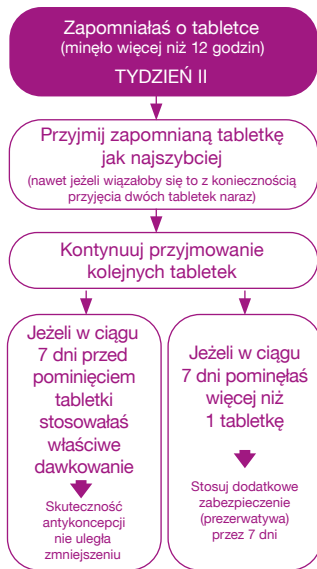 Zapomniałaś o tabletce
(minęło więcej niż 12 godzin)
TYDZIEŃ II
Przyjmij zapomnianą tabletkę
jak najszybciej
(nawet jeżeli wiązałoby się to z koniecznością
przyjęcia dwóch tabletek naraz)
Kontynuuj przyjmowanie
kolejnych tabletek
Jeżeli w ciągu
7 dni przed
pominięciem
tabletki
stosowałaś
właściwe
dawkowanie
Skuteczność
antykoncepcji
nie uległa
zmniejszeniu
Jeżeli w ciągu
7 dni pominęłaś
więcej niż
1 tabletkę
Stosuj dodatkowe
zabezpieczenie
(prezerwatywa)
przez 7 dni